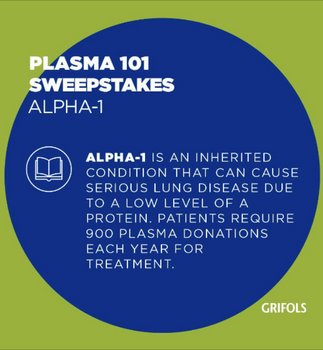 PLASMA 101
SWEEPSTAKES
ALPHA-1
ALPHA-1 IS AN INHERITED
CONDITION THAT CAN CAUSE
SERIOUS LUNG DISEASE DUE
TO A LOW LEVEL OF A
PROTEIN. PATIENTS REQUIRE
900 PLASMA DONATIONS
EACH YEAR FOR
TREATMENT.
GRIFOLS